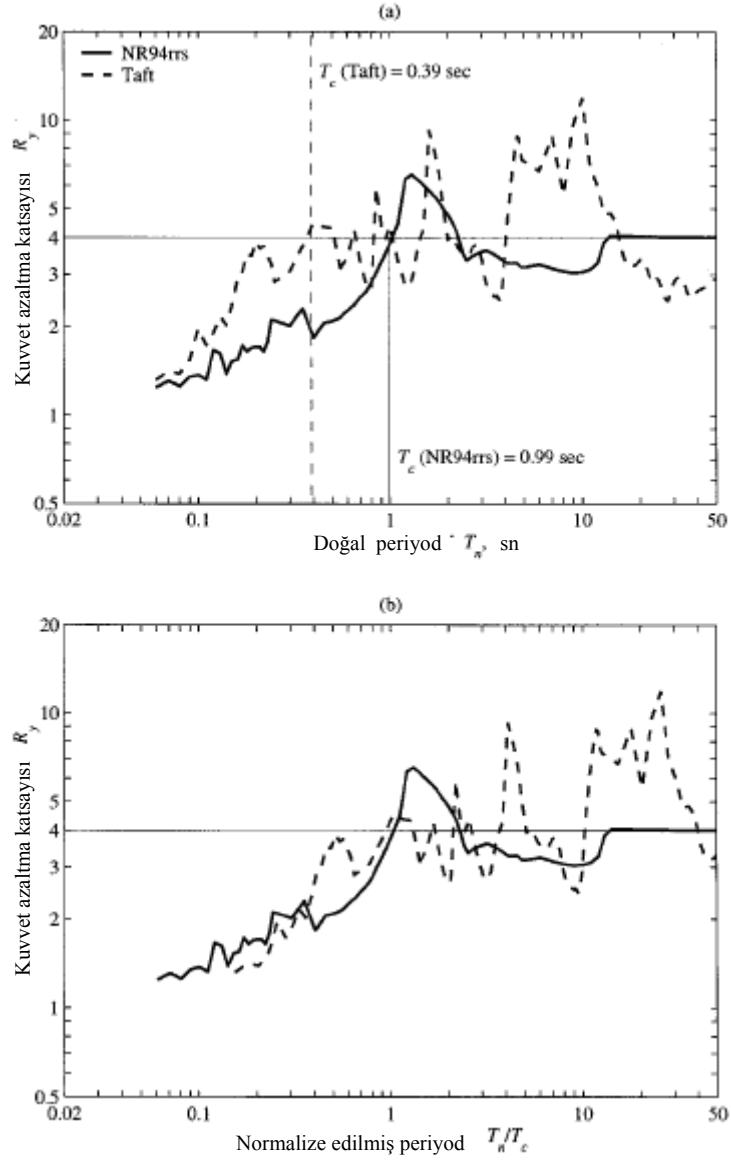 (a)
20
10
5
4
3
2
1
0.5
Kuvvet azaltma katsayısı R_y
NR94rrs
Taft
T_c (Taft) = 0.39 sec
T_c (NR94rrs) = 0.99 sec
0.02 0.1 1 10 50
Doğal periyod T_n, sn
(b)
20
10
5
4
3
2
1
0.5
Kuvvet azaltma katsayısı R_y
0.02 0.1 1 10 50
Normalize edilmiş periyod T_n/T_c